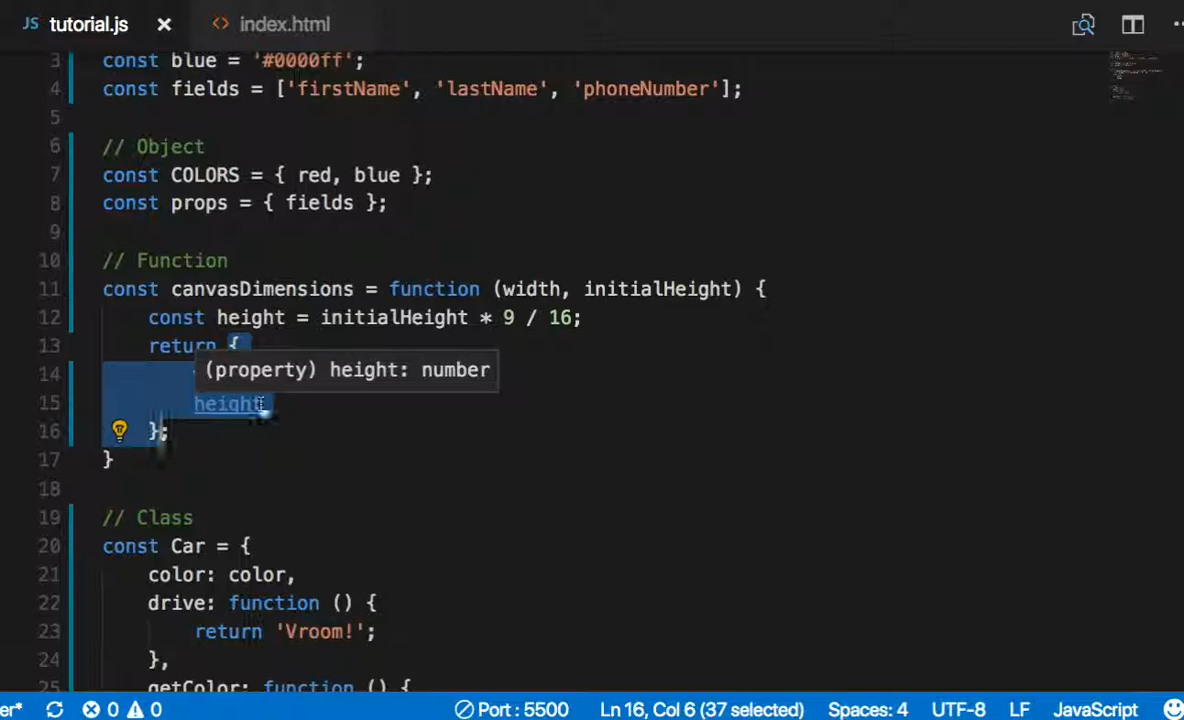 JS tutorial.js × <> index.html ···
3 const blue = '#0000ff';
4 const fields = ['firstName', 'lastName', 'phoneNumber'];
5
6 // Object
7 const COLORS = { red, blue };
8 const props = { fields };
9
10 // Function
11 const canvasDimensions = function (width, initialHeight) {
12 const height = initialHeight * 9 / 16;
13 return {
(property) height: number
14
15 height
16 };
17 }
18
19 // Class
20 const Car = {
21 color: color,
22 drive: function () {
23 return 'Vroom!';
24 },
25 getColor: function () {
er* 0 0 Port : 5500 Ln 16, Col 6 (37 selected) Spaces: 4 UTF-8 LF JavaScript